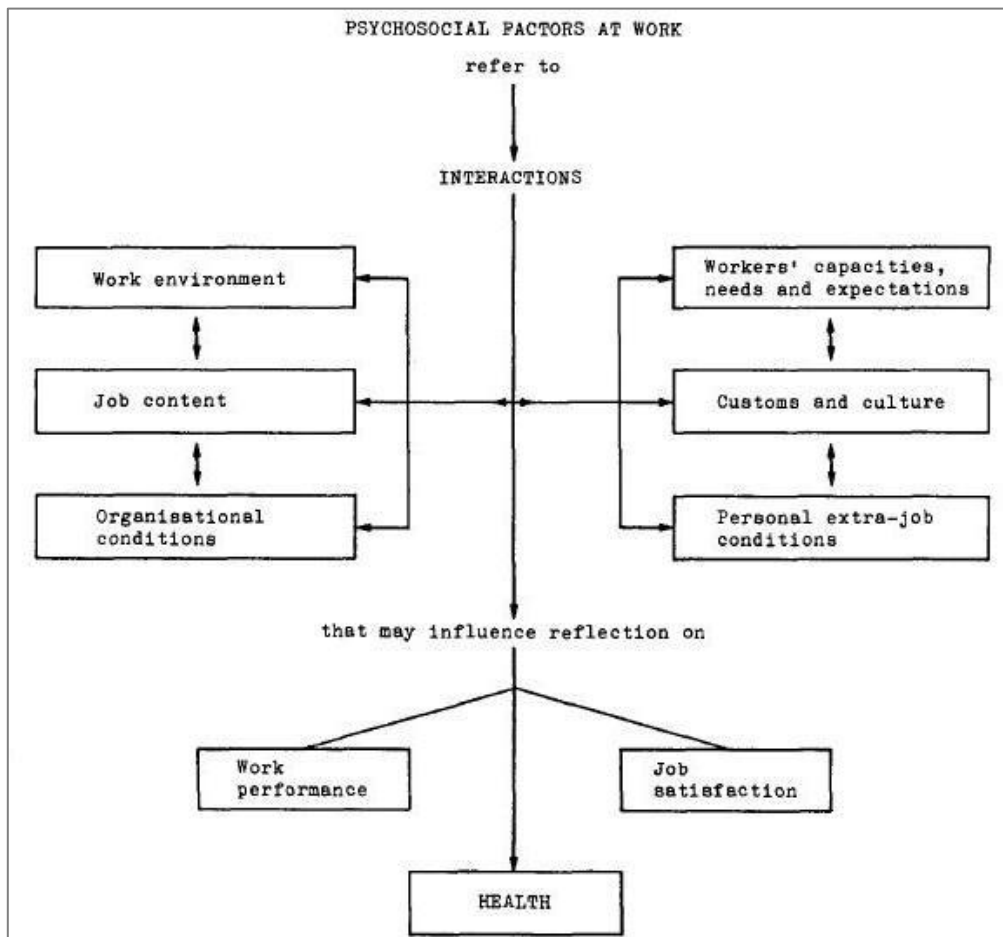 PSYCHOSOCIAL FACTORS AT WORK
refer to
INTERACTIONS
Work environment
Job content
Organisational
conditions
Workers' capacities,
needs and expectations
Customs and culture
Personal extra-job
conditions
that may influence reflection on
Work
performance
Job
satisfaction
HEALTH